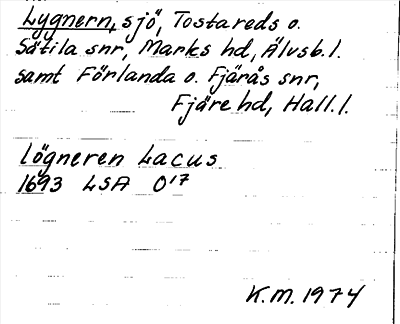 Lygnern, sjö, Tostareds o.
Sätila snr, Marks hd, Älvsb. l.
samt Förlanda o. Fjärås snr,
Fjäre hd, Hall. l.
Lögneren Lacus
1693 LSA O17
K.M. 1974